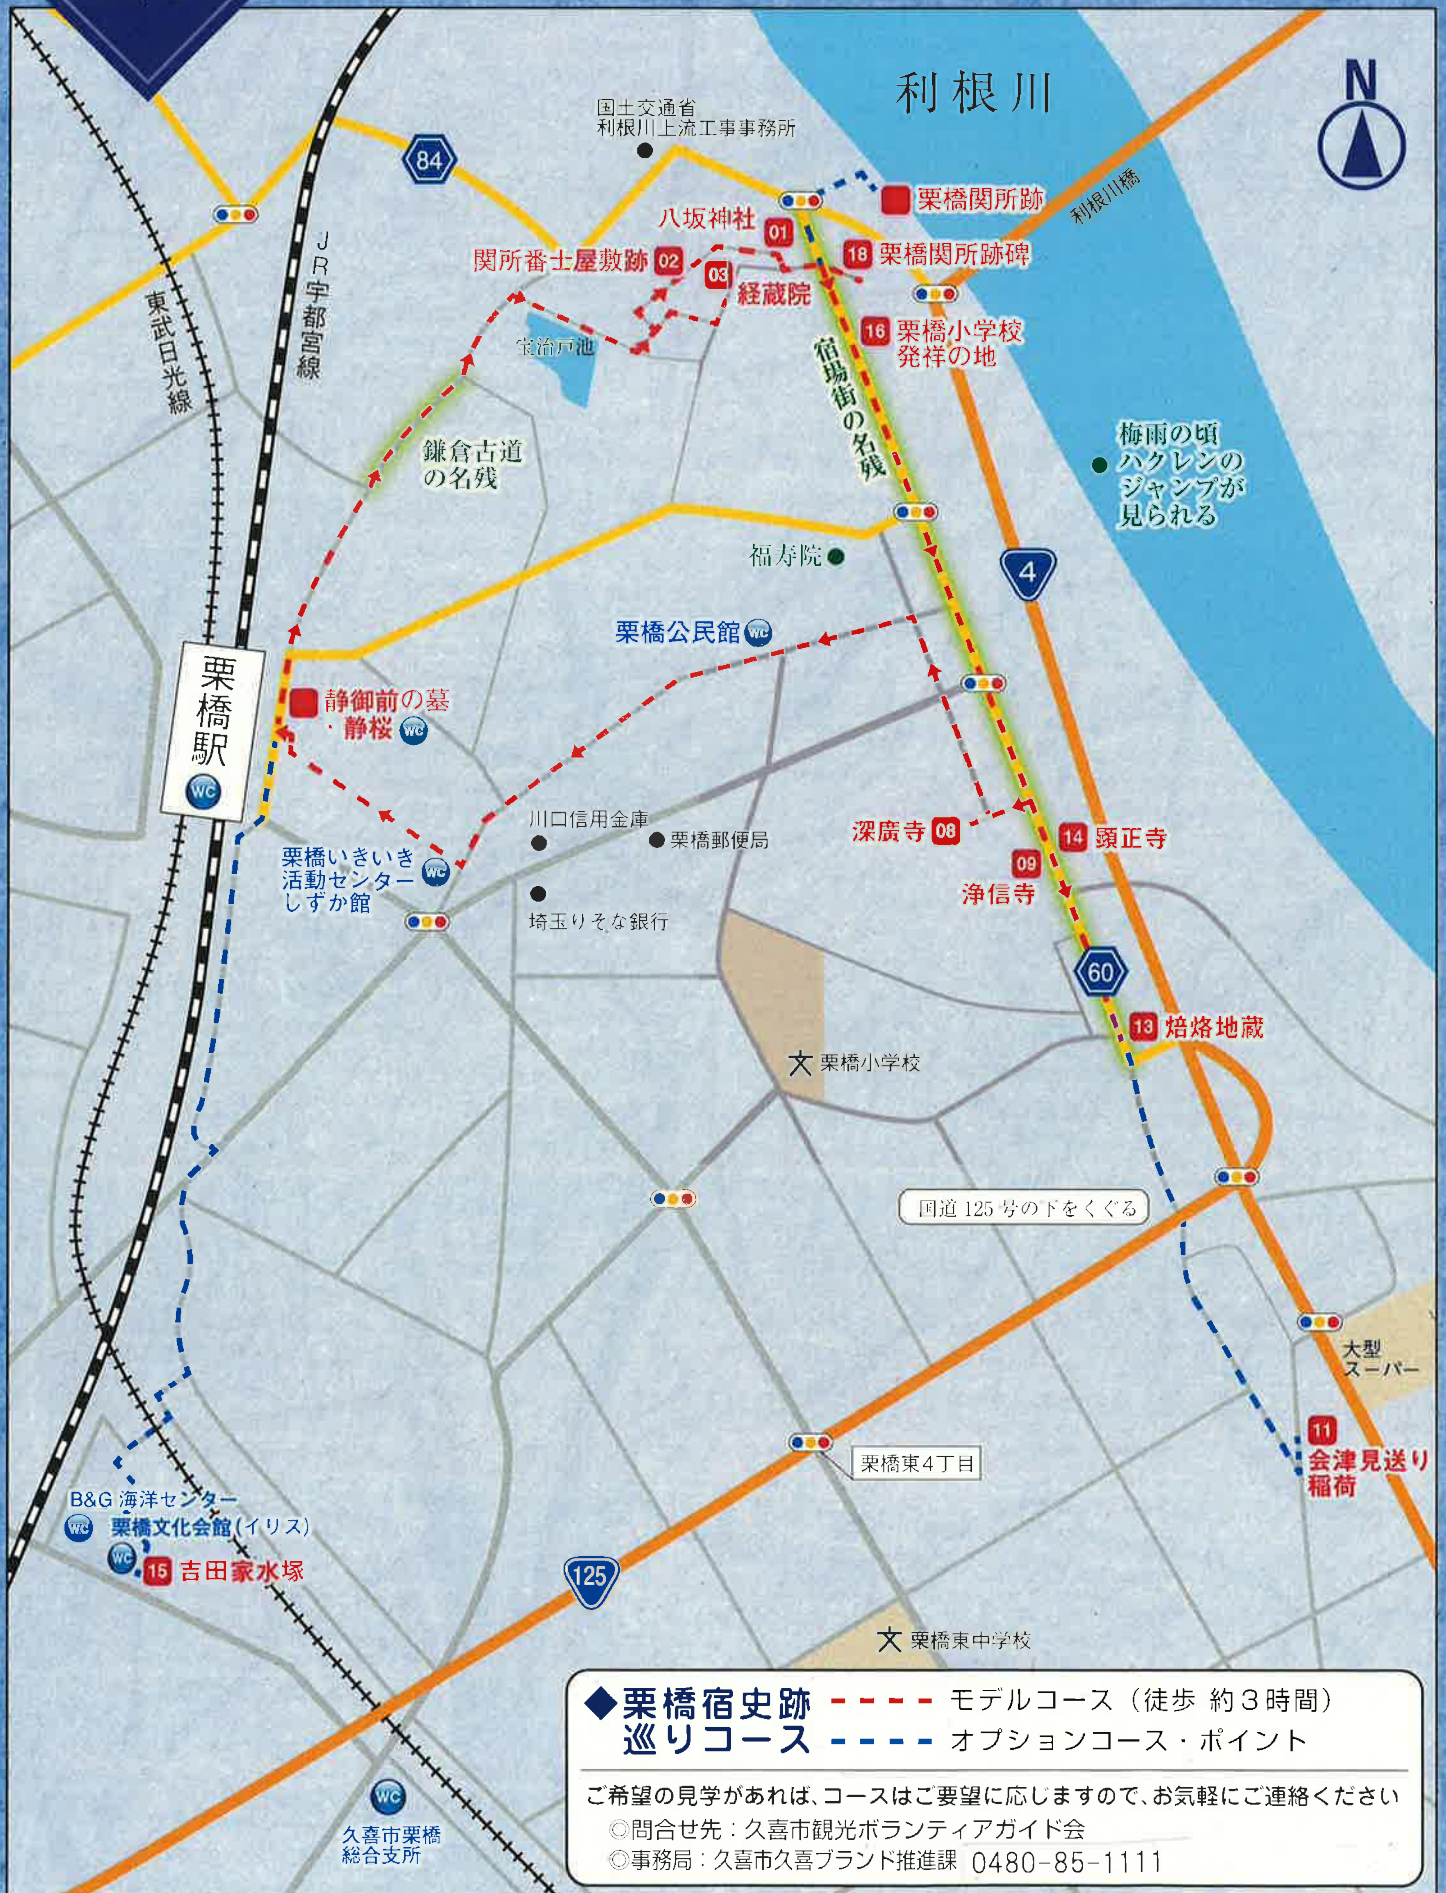 利根川
N
国土交通省
利根川上流工事事務所
84
栗橋関所跡
利根川橋
八坂神社
01
18 栗橋関所跡碑
関所番士屋敷跡 02
03
経蔵院
JR宇都宮線
東武日光線
宝治戸池
16 栗橋小学校
発祥の地
宿場街の名残
鎌倉古道
の名残
梅雨の頃
ハクレンの
ジャンプが
見られる
福寿院
4
栗橋公民館 WC
栗橋駅
WC
静御前の墓
・静桜 WC
川口信用金庫
栗橋郵便局
深廣寺 08
14 顕正寺
09
浄信寺
栗橋いきいき
活動センター
しずか館
WC
埼玉りそな銀行
60
13 焙烙地蔵
文 栗橋小学校
国道125号の下をくぐる
大型
スーパー
11
会津見送り
稲荷
栗橋東4丁目
B&G 海洋センター
WC 栗橋文化会館(イリス)
WC
15 吉田家水塚
125
文 栗橋東中学校
WC
久喜市栗橋
総合支所
◆栗橋宿史跡
巡りコース
モデルコース（徒歩 約3時間）
オプションコース・ポイント
ご希望の見学があれば、コースはご要望に応じますので、お気軽にご連絡ください
◎問合せ先：久喜市観光ボランティアガイド会
◎事務局：久喜市久喜ブランド推進課 0480-85-1111